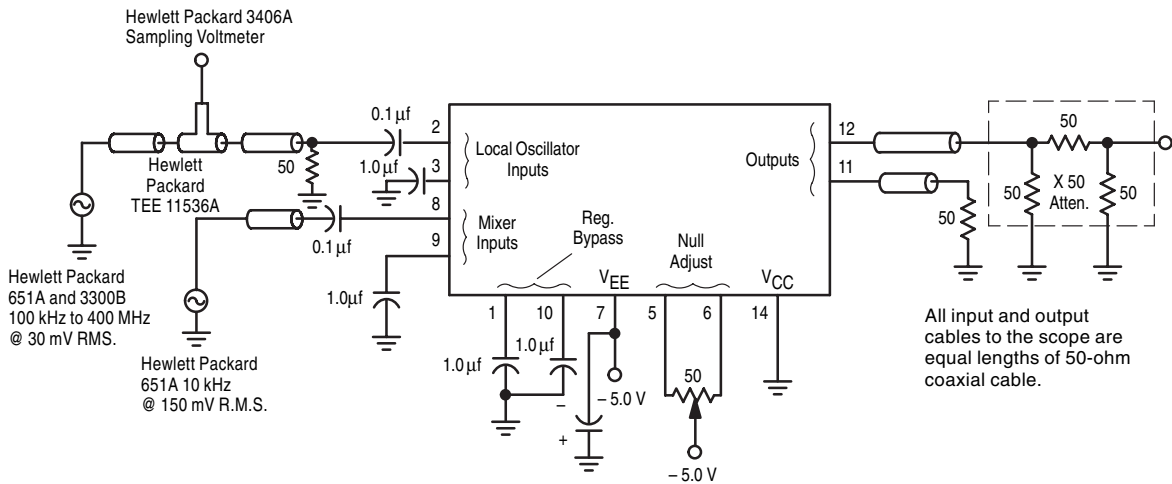 Hewlett Packard 3406A
Sampling Voltmeter
Hewlett
Packard
TEE 11536A
50
0.1 µf
1.0 µf
2
3
Local Oscillator
Inputs
8
9
Mixer
Inputs
0.1 µf
1.0µf
Hewlett Packard
651A and 3300B
100 kHz to 400 MHz
@ 30 mV RMS.
Hewlett Packard
651A 10 kHz
@ 150 mV R.M.S.
Reg.
Bypass
VEE
Null
Adjust
VCC
1
10
7
5
6
14
1.0 µf
1.0 µf
–
+
– 5.0 V
50
– 5.0 V
Outputs
12
11
50
50
50
X 50
Atten.
50
All input and output
cables to the scope are
equal lengths of 50-ohm
coaxial cable.